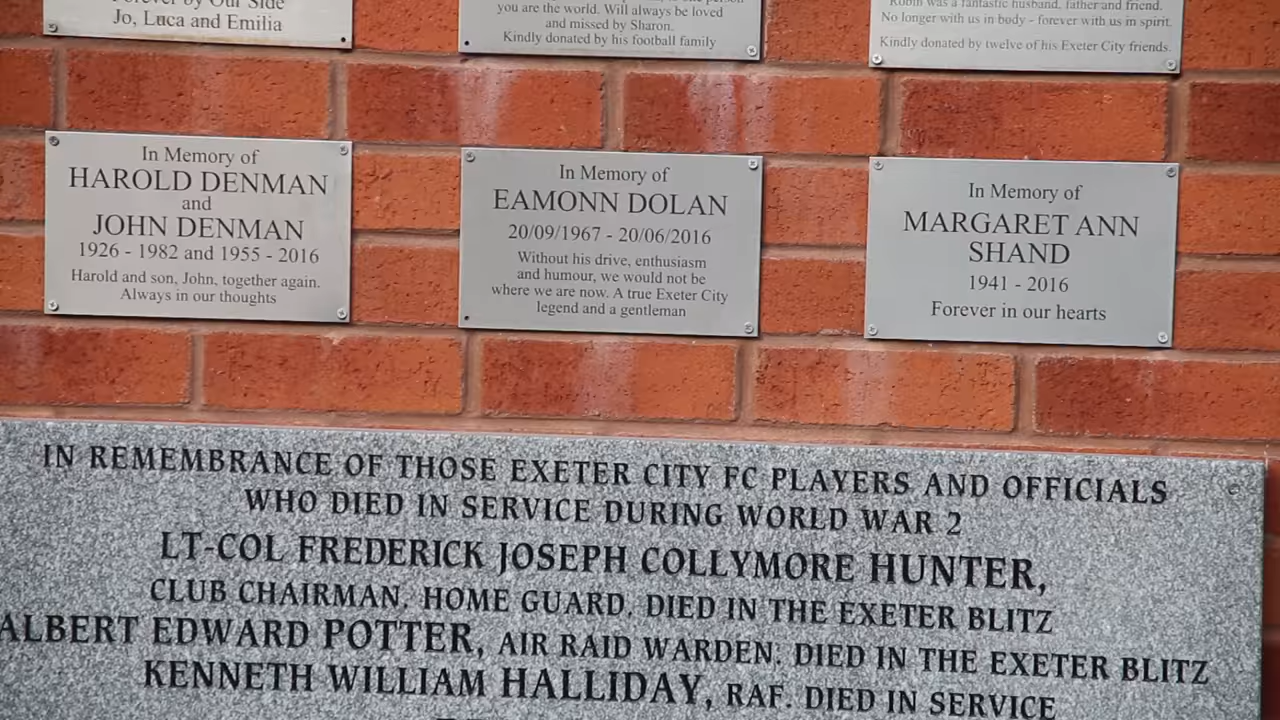 Forever by Our Side
Jo, Luca and Emilia
you are the world. Will always be loved
and missed by Sharon.
Kindly donated by his football family
Robin was a fantastic husband, father and friend.
No longer with us in body - forever with us in spirit.
Kindly donated by twelve of his Exeter City friends.
In Memory of
HAROLD DENMAN
and
JOHN DENMAN
1926 - 1982 and 1955 - 2016
Harold and son, John, together again.
Always in our thoughts
In Memory of
EAMONN DOLAN
20/09/1967 - 20/06/2016
Without his drive, enthusiasm
and humour, we would not be
where we are now. A true Exeter City
legend and a gentleman
In Memory of
MARGARET ANN
SHAND
1941 - 2016
Forever in our hearts
IN REMEMBRANCE OF THOSE EXETER CITY FC PLAYERS AND OFFICIALS
WHO DIED IN SERVICE DURING WORLD WAR 2
LT-COL FREDERICK JOSEPH COLLYMORE HUNTER,
CLUB CHAIRMAN. HOME GUARD. DIED IN THE EXETER BLITZ
ALBERT EDWARD POTTER, AIR RAID WARDEN. DIED IN THE EXETER BLITZ
KENNETH WILLIAM HALLIDAY, RAF. DIED IN SERVICE